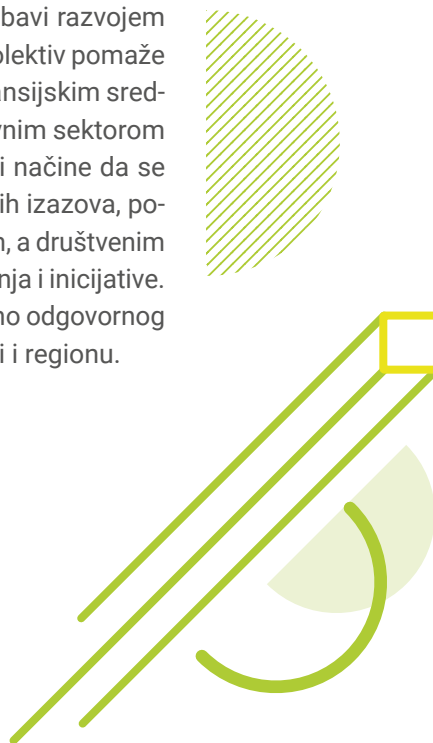 bavi razvojem
olektiv pomaže
ansijskim sred-
vnim sektorom
i načine da se
ih izazova, po-
, a društvenim
nja i inicijative.
no odgovornog
i i regionu.